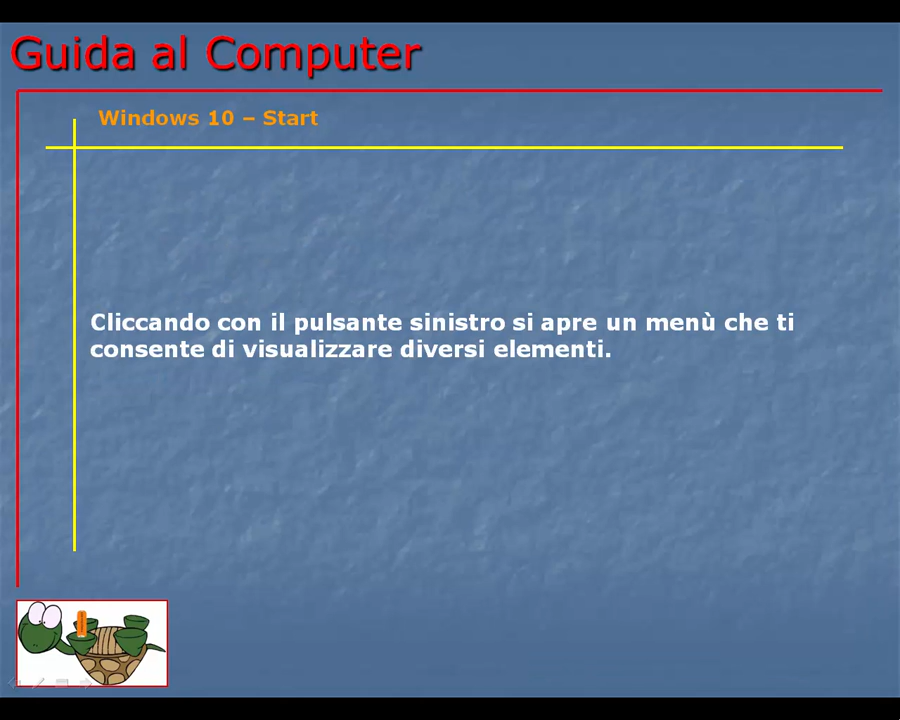 Guida al Computer
Windows 10 – Start
Cliccando con il pulsante sinistro si apre un menù che ti
consente di visualizzare diversi elementi.